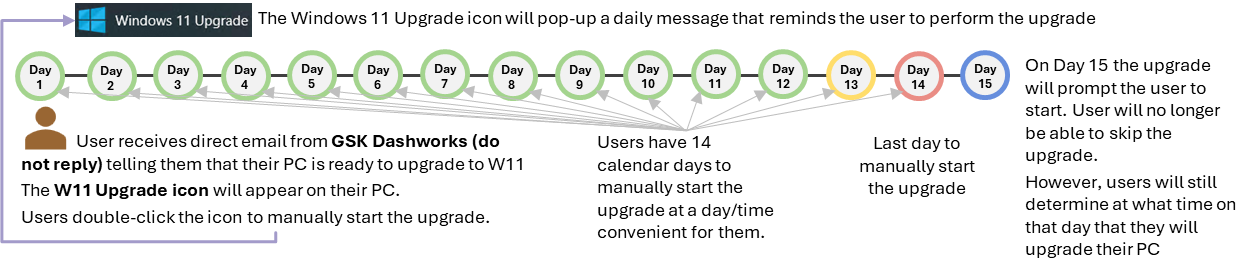 Windows 11 Upgrade
The Windows 11 Upgrade icon will pop-up a daily message that reminds the user to perform the upgrade
Day 1
Day 2
Day 3
Day 4
Day 5
Day 6
Day 7
Day 8
Day 9
Day 10
Day 11
Day 12
Day 13
Day 14
Day 15
User receives direct email from GSK Dashworks (do
not reply) telling them that their PC is ready to upgrade to W11
The W11 Upgrade icon will appear on their PC.
Users double-click the icon to manually start the upgrade.
Users have 14
calendar days to
manually start the
upgrade at a day/time
convenient for them.
Last day to
manually start
the upgrade
On Day 15 the upgrade
will prompt the user to
start. User will no longer
be able to skip the
upgrade.
However, users will still
determine at what time on
that day that they will
upgrade their PC